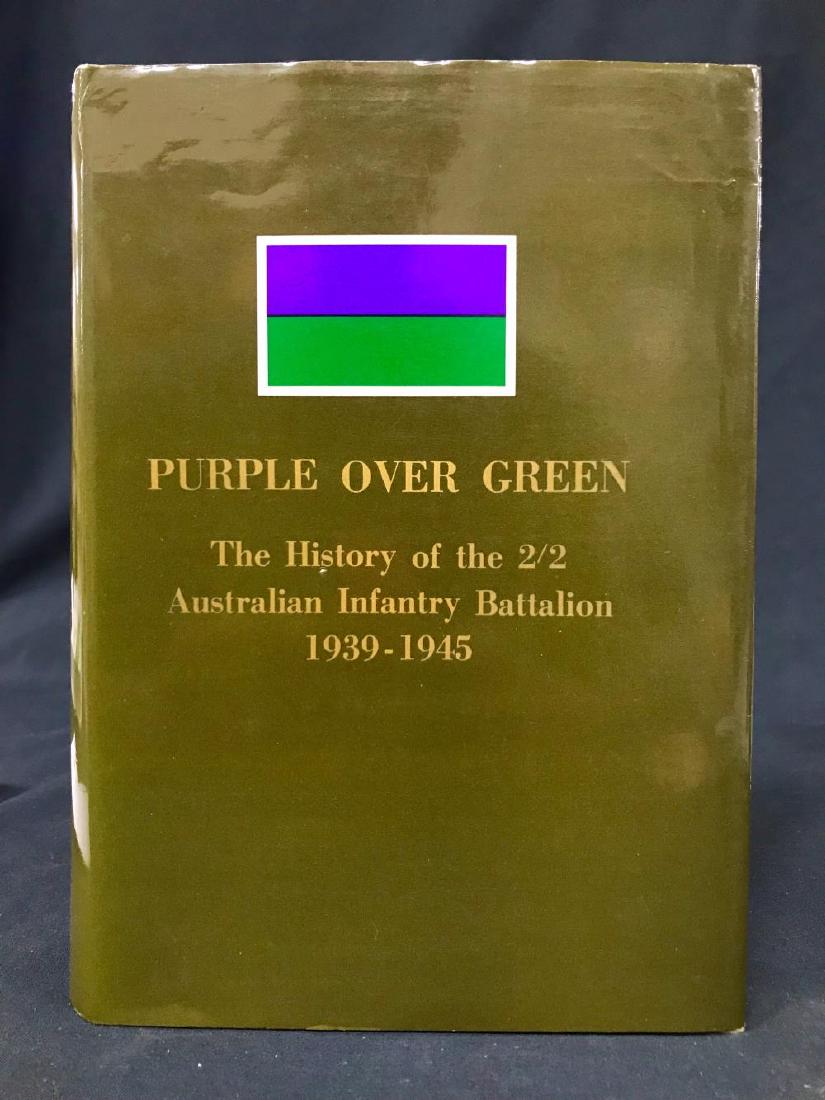 PURPLE OVER GREEN
The History of the 2/2
Australian Infantry Battalion
1939-1945